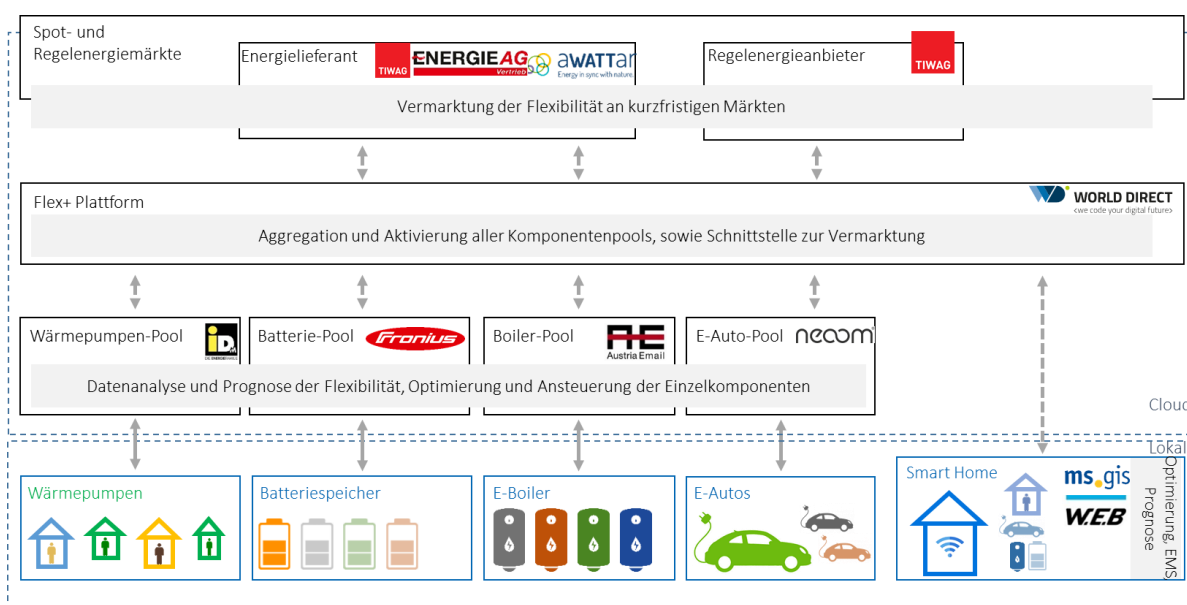 Spot- und
Regelenergiemärkte
Energielieferant
TIWAG
ENERGIEAG
Vertrieb
aWATTar
Energy in sync with nature.
Regelenergieanbieter
TIWAG
Vermarktung der Flexibilität an kurzfristigen Märkten
Flex+ Plattform
WORLD DIRECT
<we code your digital future>
Aggregation und Aktivierung aller Komponentenpools, sowie Schnittstelle zur Vermarktung
Wärmepumpen-Pool
iDM
Batterie-Pool
Fronius
Boiler-Pool
AE
Austria Email
E-Auto-Pool
neoom
Datenanalyse und Prognose der Flexibilität, Optimierung und Ansteuerung der Einzelkomponenten
Cloud
Lokal
Wärmepumpen
Batteriespeicher
E-Boiler
E-Autos
Smart Home
ms.gis
W.E.B
Optimierung, EMS,
Prognose